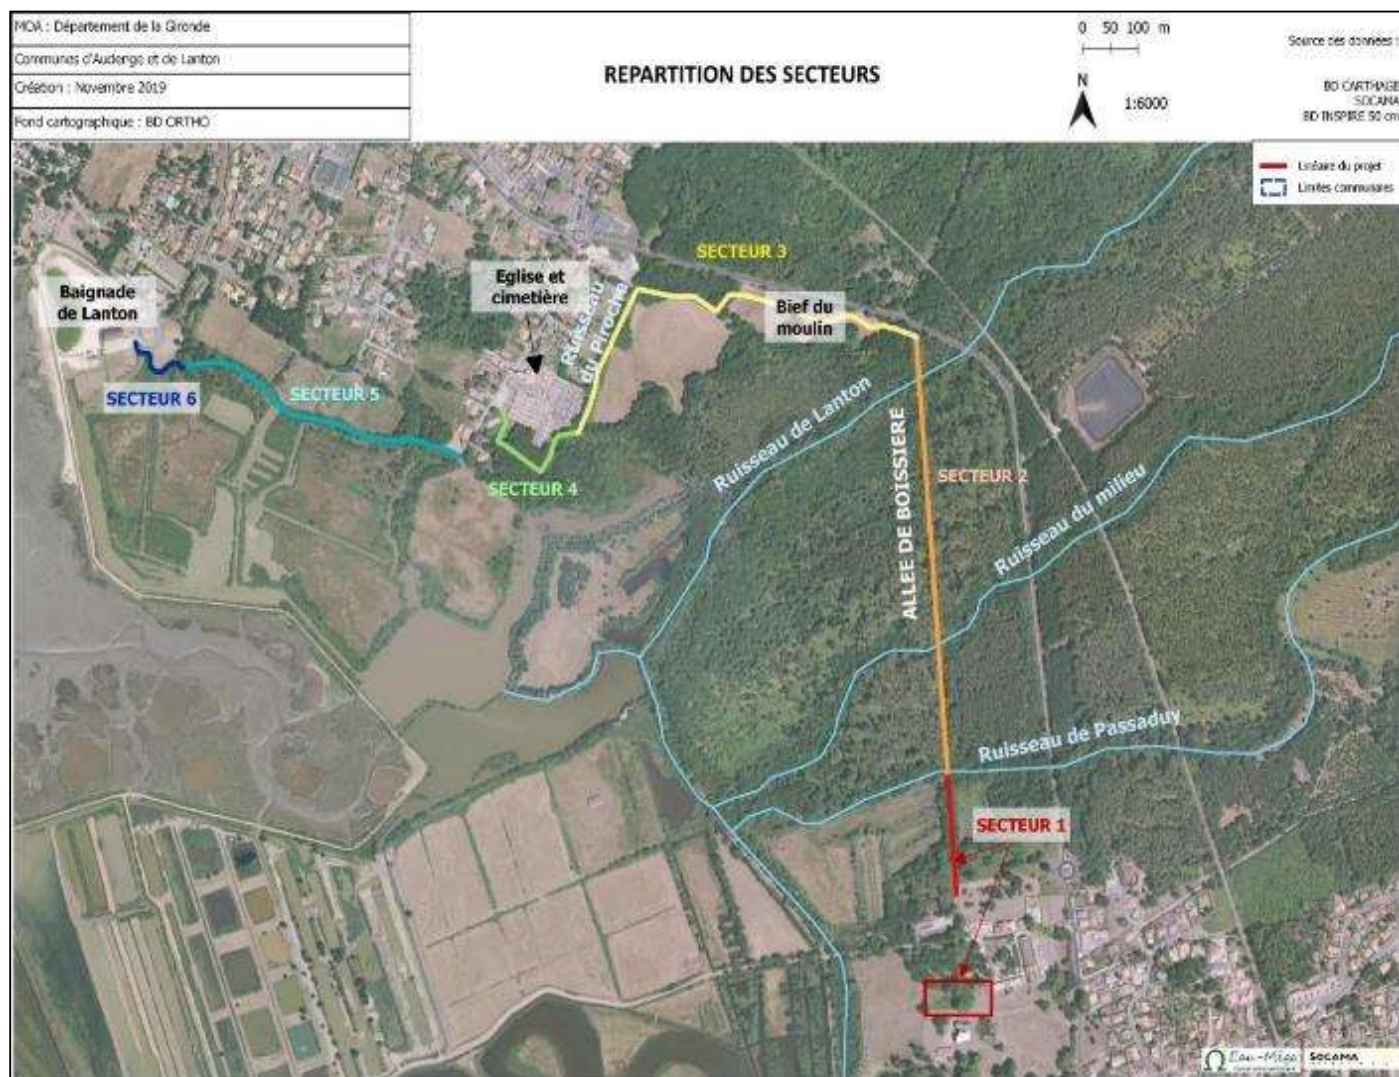 MOA : Département de la Gironde
Communes d'Audenge et de Lanton
Création : Novembre 2019
Fond cartographique : BD ORTHO
REPARTITION DES SECTEURS
0 50 100 m
N
1:6000
Source des données :
BD CARTHAGE
SOCAMA
BD INSPIRE 50 cm
Linéaire du projet
Limites communales
SECTEUR 3
Eglise et
cimetière
Baignade
de Lanton
Ruisseau
du Piroche
Bief du
moulin
SECTEUR 6
SECTEUR 5
SECTEUR 4
Ruisseau de Lanton
ALLEE DE BOISSIERE
SECTEUR 2
Ruisseau du milieu
Ruisseau de Passaduy
SECTEUR 1
Eau-Méga
SOCAMA